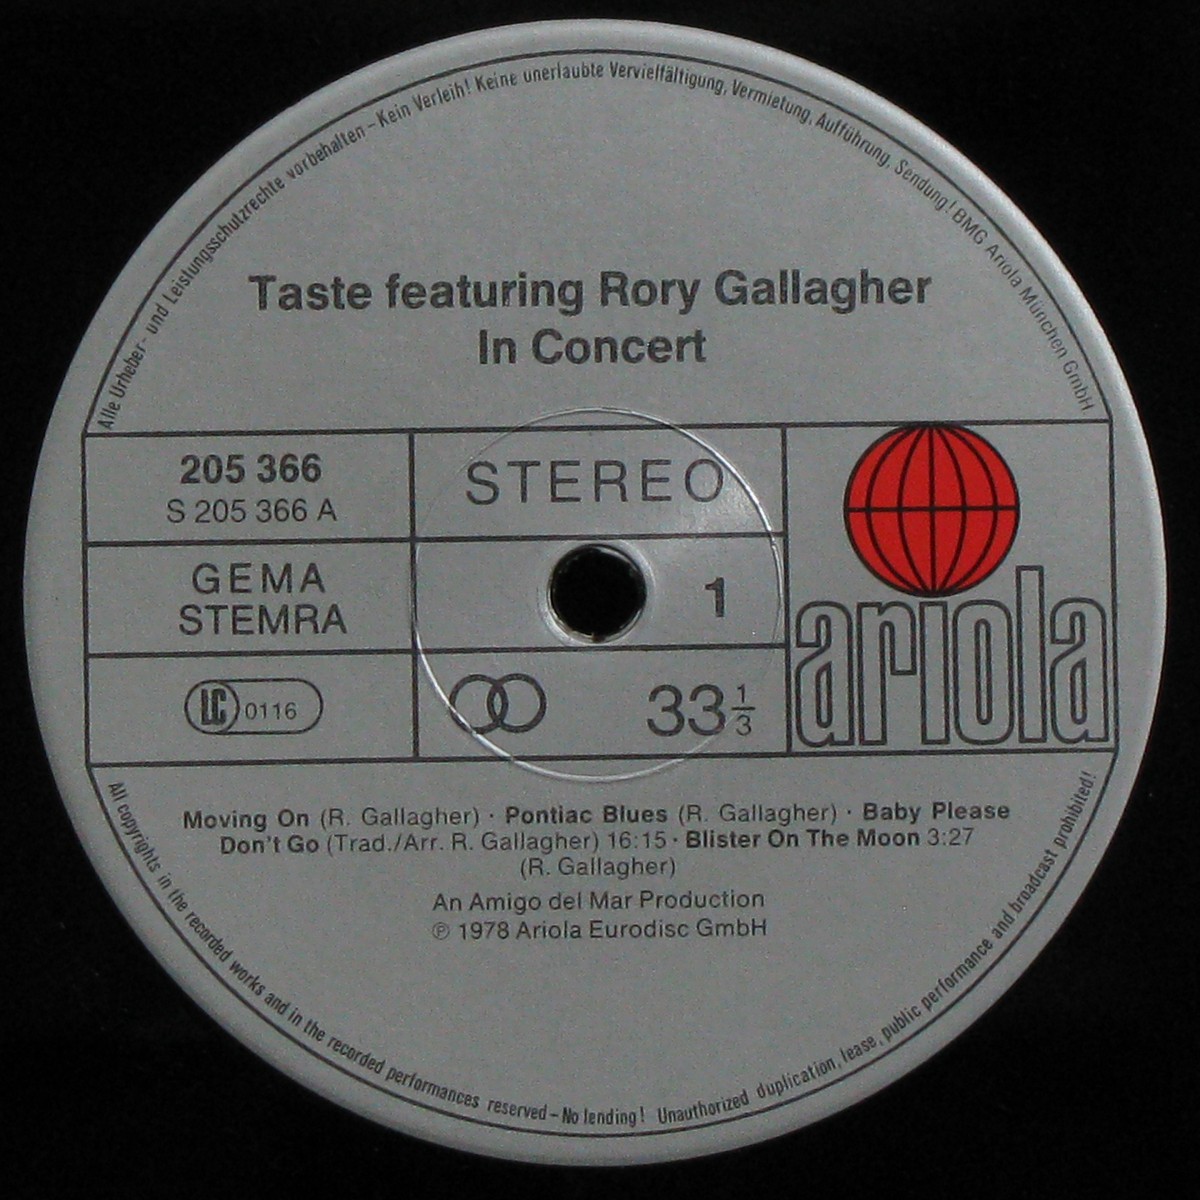 Alle Urheber- und Leistungsschutzrechte vorbehalten – Kein Verleih! Keine unerlaubte Vervielfältigung, Vermietung, Aufführung, Sendung! BMG Ariola München GmbH
Taste featuring Rory Gallagher
In Concert
205 366
S 205 366 A
STEREO
GEMA
STEMRA
1
LC 0116
33 1/3
ariola
Moving On (R. Gallagher) · Pontiac Blues (R. Gallagher) · Baby Please
Don't Go (Trad./Arr. R. Gallagher) 16:15 · Blister On The Moon 3:27
(R. Gallagher)
An Amigo del Mar Production
℗ 1978 Ariola Eurodisc GmbH
All copyrights in the recorded works and in the recorded performances reserved – No lending! Unauthorized duplication, lease, public performance and broadcast prohibited!